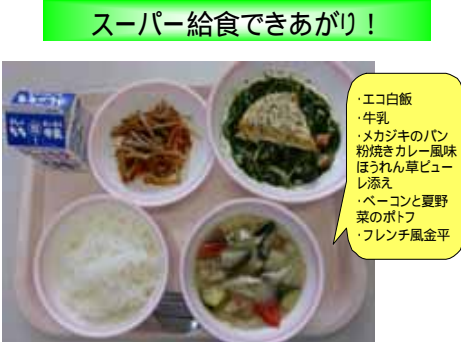 スーパー給食できあがり！
・エコ白飯
・牛乳
・メカジキのパン
粉焼きカレー風味
ほうれん草ピュー
レ添え
・ベーコンと夏野
菜のポトフ
・フレンチ風金平